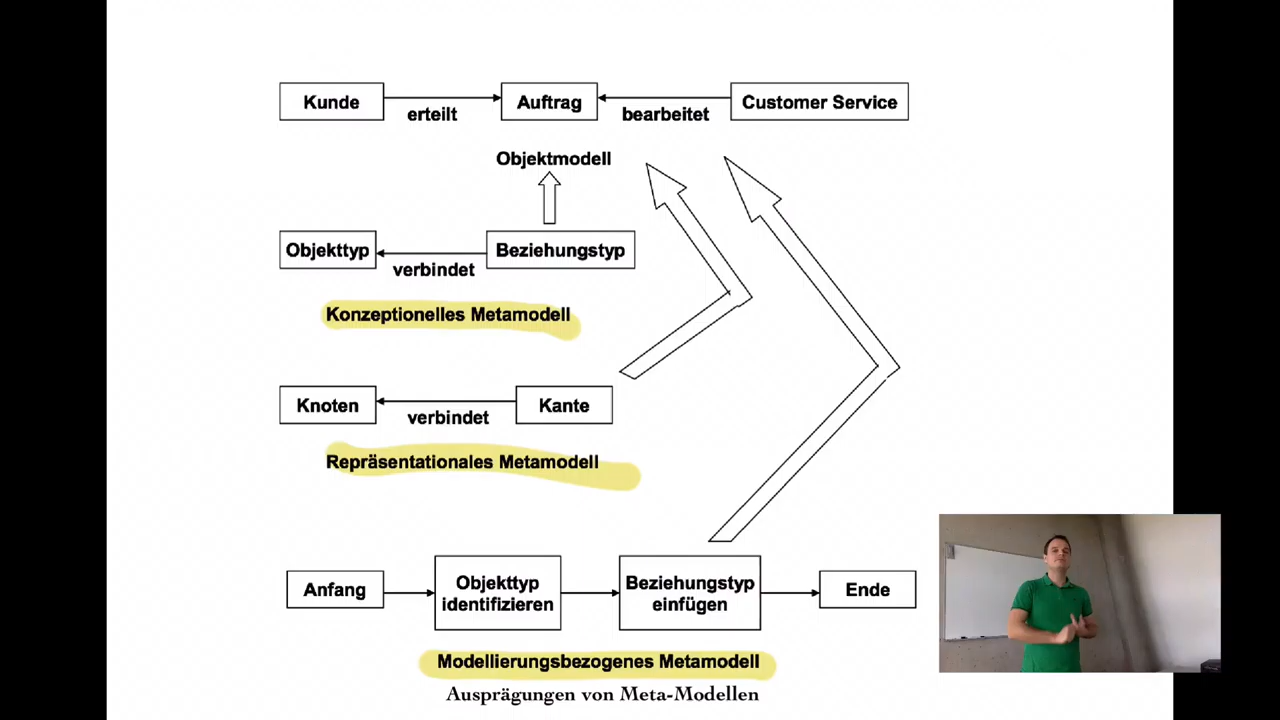 Kunde
erteilt
Auftrag
bearbeitet
Customer Service
Objektmodell
Objekttyp
verbindet
Beziehungstyp
Konzeptionelles Metamodell
Knoten
verbindet
Kante
Repräsentationales Metamodell
Anfang
Objekttyp
identifizieren
Beziehungstyp
einfügen
Ende
Modellierungsbezogenes Metamodell
Ausprägungen von Meta-Modellen